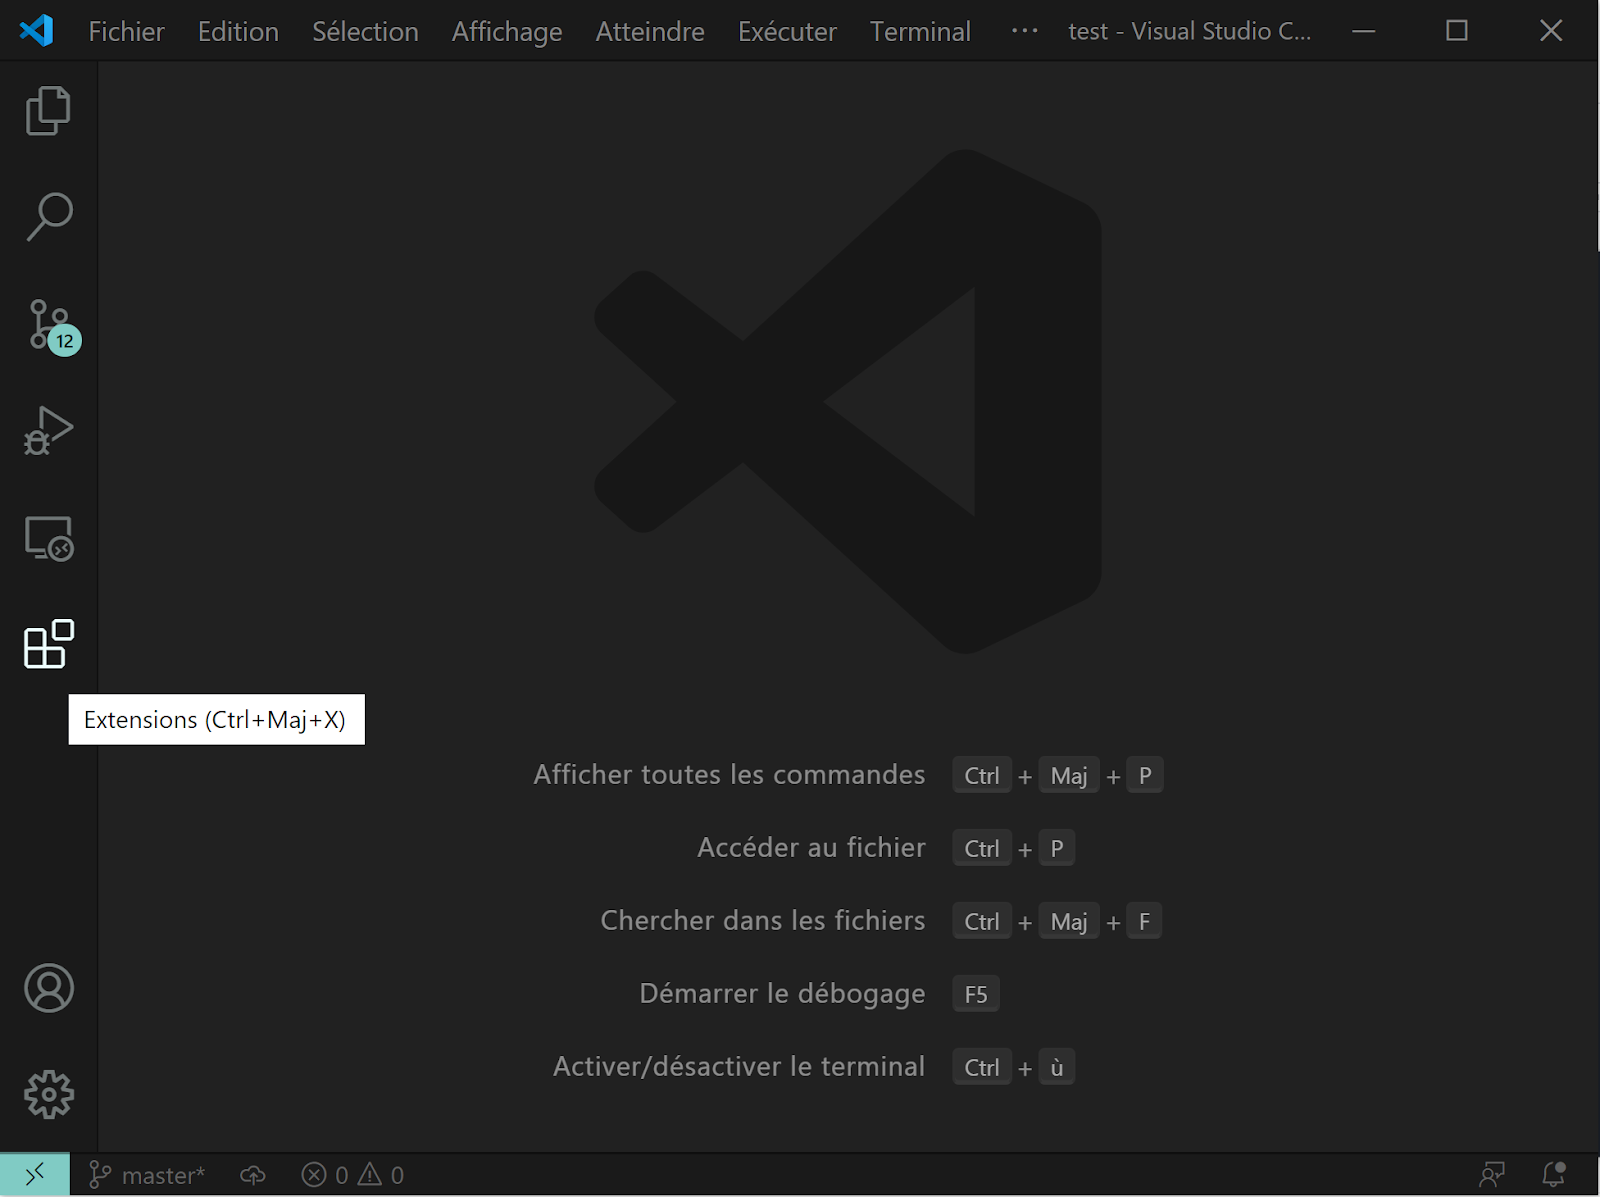 Fichier Edition Sélection Affichage Atteindre Exécuter Terminal ··· test - Visual Studio C...
12
Extensions (Ctrl+Maj+X)
Afficher toutes les commandes Ctrl + Maj + P
Accéder au fichier Ctrl + P
Chercher dans les fichiers Ctrl + Maj + F
Démarrer le débogage F5
Activer/désactiver le terminal Ctrl + ù
master* 0 0